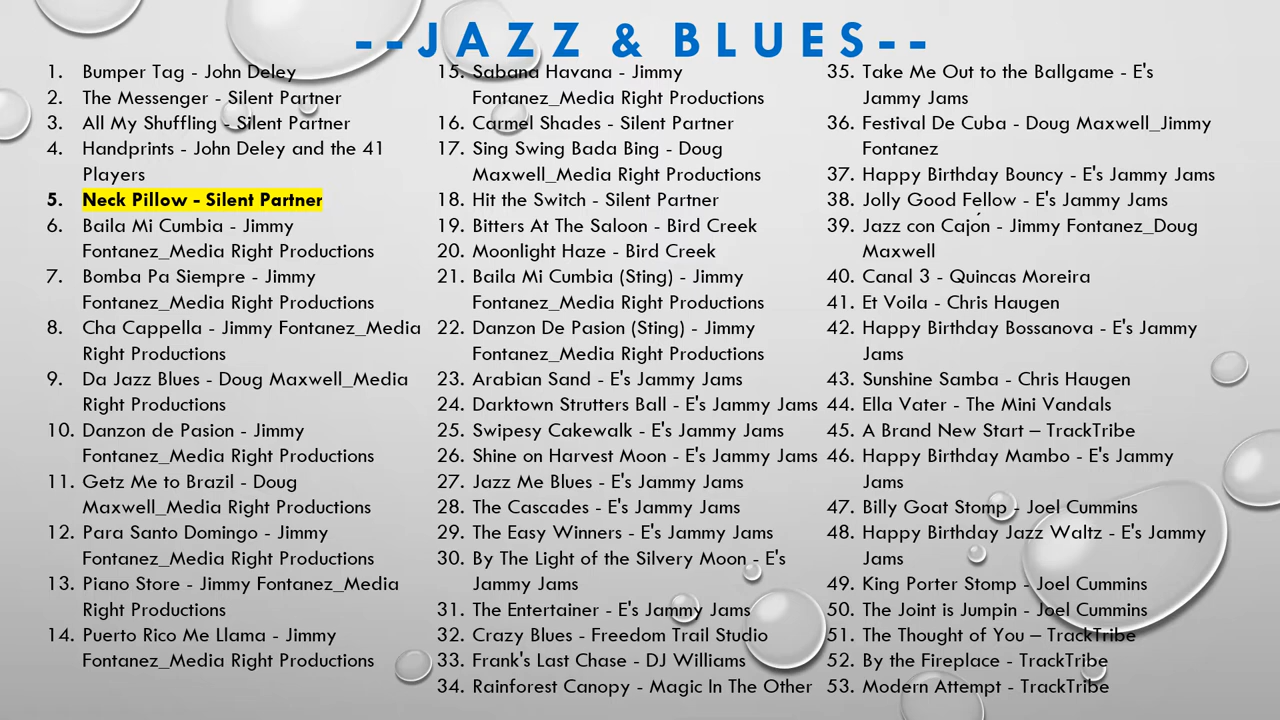 --JAZZ & BLUES--
1. Bumper Tag - John Deley
2. The Messenger - Silent Partner
3. All My Shuffling - Silent Partner
4. Handprints - John Deley and the 41
Players
5. Neck Pillow - Silent Partner
6. Baila Mi Cumbia - Jimmy
Fontanez_Media Right Productions
7. Bomba Pa Siempre - Jimmy
Fontanez_Media Right Productions
8. Cha Cappella - Jimmy Fontanez_Media
Right Productions
9. Da Jazz Blues - Doug Maxwell_Media
Right Productions
10. Danzon de Pasion - Jimmy
Fontanez_Media Right Productions
11. Getz Me to Brazil - Doug
Maxwell_Media Right Productions
12. Para Santo Domingo - Jimmy
Fontanez_Media Right Productions
13. Piano Store - Jimmy Fontanez_Media
Right Productions
14. Puerto Rico Me Llama - Jimmy
Fontanez_Media Right Productions
15. Sabana Havana - Jimmy
Fontanez_Media Right Productions
16. Carmel Shades - Silent Partner
17. Sing Swing Bada Bing - Doug
Maxwell_Media Right Productions
18. Hit the Switch - Silent Partner
19. Bitters At The Saloon - Bird Creek
20. Moonlight Haze - Bird Creek
21. Baila Mi Cumbia (Sting) - Jimmy
Fontanez_Media Right Productions
22. Danzon De Pasion (Sting) - Jimmy
Fontanez_Media Right Productions
23. Arabian Sand - E's Jammy Jams
24. Darktown Strutters Ball - E's Jammy Jams
25. Swipesy Cakewalk - E's Jammy Jams
26. Shine on Harvest Moon - E's Jammy Jams
27. Jazz Me Blues - E's Jammy Jams
28. The Cascades - E's Jammy Jams
29. The Easy Winners - E's Jammy Jams
30. By The Light of the Silvery Moon - E's
Jammy Jams
31. The Entertainer - E's Jammy Jams
32. Crazy Blues - Freedom Trail Studio
33. Frank's Last Chase - DJ Williams
34. Rainforest Canopy - Magic In The Other
35. Take Me Out to the Ballgame - E's
Jammy Jams
36. Festival De Cuba - Doug Maxwell_Jimmy
Fontanez
37. Happy Birthday Bouncy - E's Jammy Jams
38. Jolly Good Fellow - E's Jammy Jams
39. Jazz con Cajón - Jimmy Fontanez_Doug
Maxwell
40. Canal 3 - Quincas Moreira
41. Et Voila - Chris Haugen
42. Happy Birthday Bossanova - E's Jammy
Jams
43. Sunshine Samba - Chris Haugen
44. Ella Vater - The Mini Vandals
45. A Brand New Start – TrackTribe
46. Happy Birthday Mambo - E's Jammy
Jams
47. Billy Goat Stomp - Joel Cummins
48. Happy Birthday Jazz Waltz - E's Jammy
Jams
49. King Porter Stomp - Joel Cummins
50. The Joint is Jumpin - Joel Cummins
51. The Thought of You – TrackTribe
52. By the Fireplace - TrackTribe
53. Modern Attempt - TrackTribe